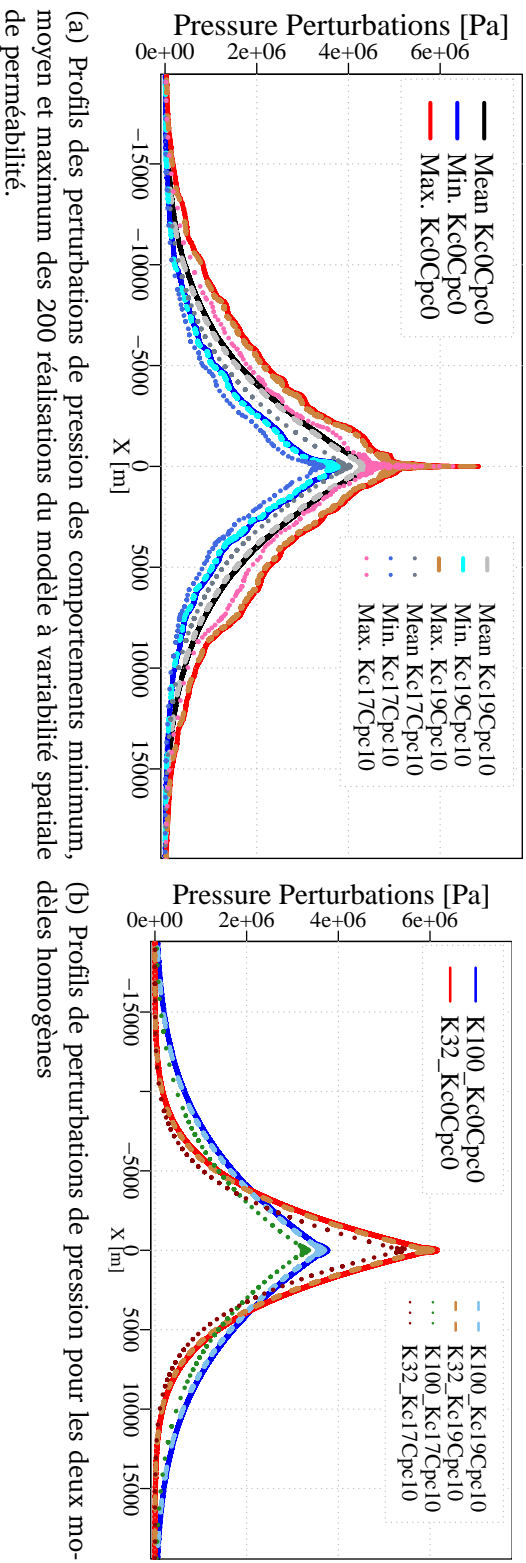 Pressure Perturbations [Pa]
0e+00 2e+06 4e+06 6e+06
Mean Kc0Cpc0
Min. Kc0Cpc0
Max. Kc0Cpc0
Mean Kc19Cpc10
Min. Kc19Cpc10
Max. Kc19Cpc10
Mean Kc17Cpc10
Min. Kc17Cpc10
Max. Kc17Cpc10
−15000 −10000 −5000 0 5000 10000 15000
X [m]
(a) Profils des perturbations de pression des comportements minimum,
moyen et maximum des 200 réalisations du modèle à variabilité spatiale
de perméabilité.
Pressure Perturbations [Pa]
0e+00 2e+06 4e+06 6e+06
K100_Kc0Cpc0
K32_Kc0Cpc0
K100_Kc19Cpc10
K32_Kc19Cpc10
K100_Kc17Cpc10
K32_Kc17Cpc10
−15000 −5000 0 5000 10000 15000
X [m]
(b) Profils de perturbations de pression pour les deux mo-
dèles homogènes